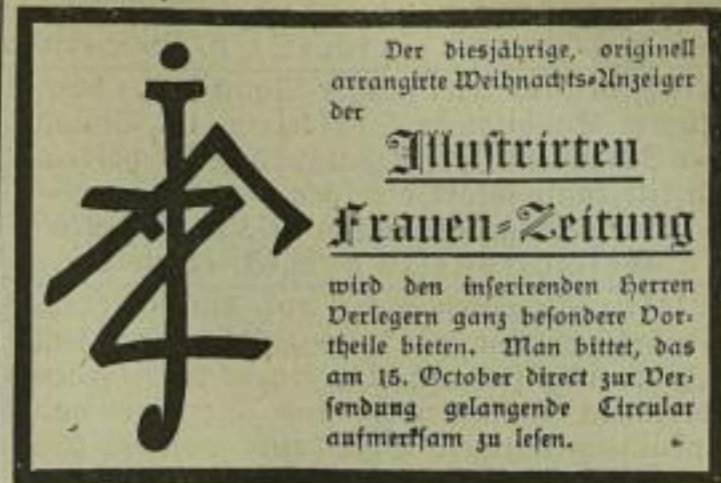 Der diesjährige, originell
arrangirte Weihnachts-Anzeiger
der
Illustrirten
Frauen-Zeitung
wird den inserirenden Herren
Verlegern ganz besondere Vor-
theile bieten. Man bittet, das
am 15. October direct zur Ver-
sendung gelangende Circular
aufmerksam zu lesen.